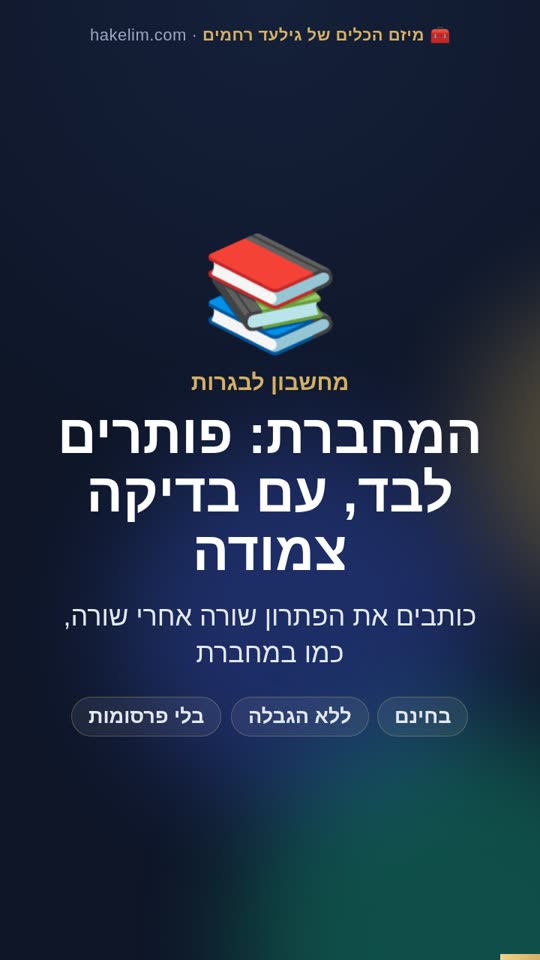 🧰 מיזם הכלים של גילעד רחמים · hakelim.com
מחשבון לבגרות
המחברת: פותרים
לבד, עם בדיקה
צמודה
כותבים את הפתרון שורה אחרי שורה,
כמו במחברת
בחינם
ללא הגבלה
בלי פרסומות